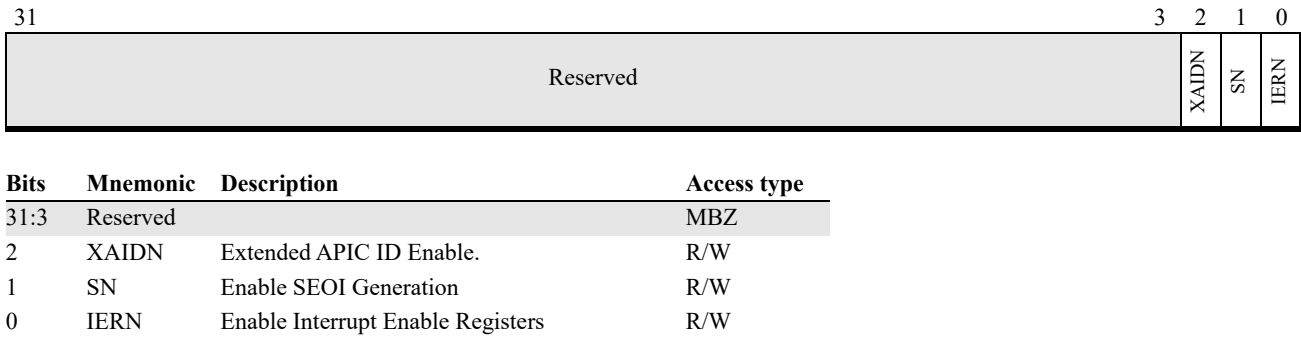 31 3 2 1 0
Reserved XAIDN SN IERN
Bits Mnemonic Description Access type
31:3 Reserved MBZ
2 XAIDN Extended APIC ID Enable. R/W
1 SN Enable SEOI Generation R/W
0 IERN Enable Interrupt Enable Registers R/W